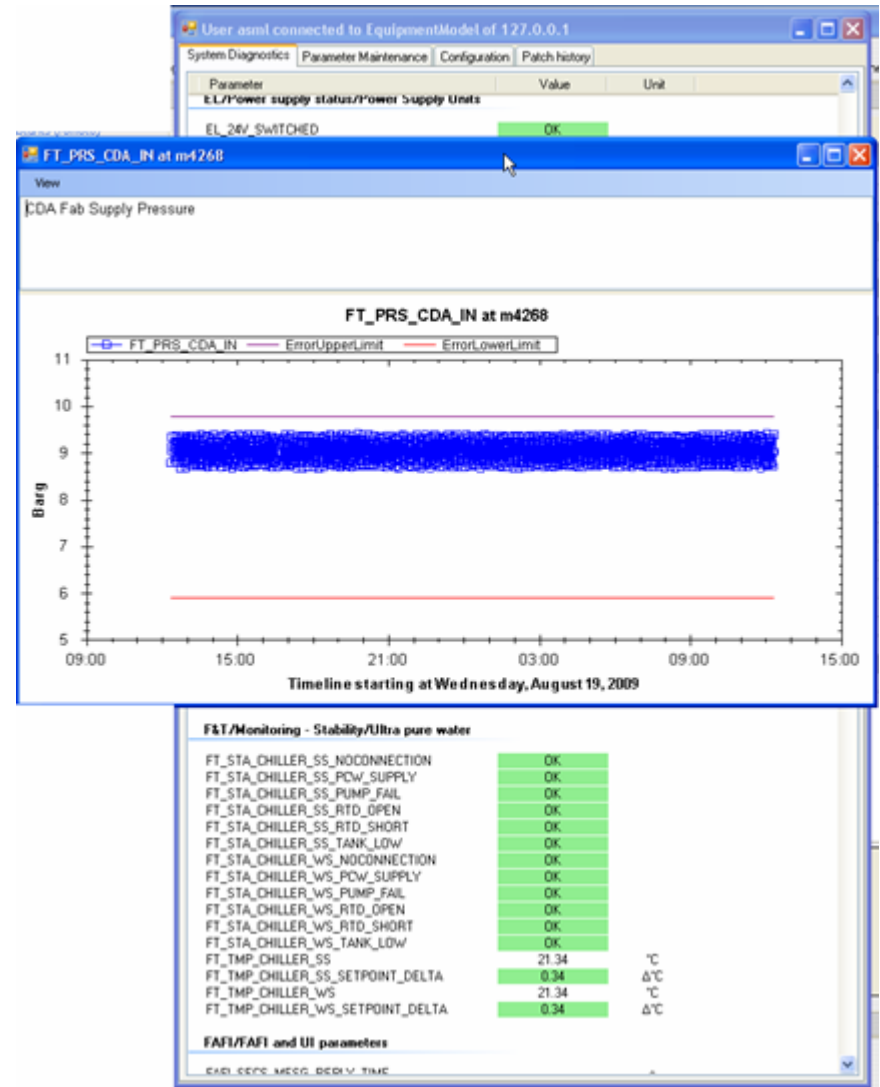 User asml connected to EquipmentModel of 127.0.0.1
System Diagnostics Parameter Maintenance Configuration Patch history
Parameter Value Unit
EL/Power supply status/Power Supply Units
EL_24V_SWITCHED OK
FT_PRS_CDA_IN at m4268
View
CDA Fab Supply Pressure
FT_PRS_CDA_IN at m4268
FT_PRS_CDA_IN ErrorUpperLimit ErrorLowerLimit
11
10
9
8
7
6
5
Barg
09:00 15:00 21:00 03:00 09:00 15:00
Timeline starting at Wednesday, August 19, 2009
F&T/Monitoring - Stability/Ultra pure water
FT_STA_CHILLER_SS_NOCONNECTION OK
FT_STA_CHILLER_SS_PCW_SUPPLY OK
FT_STA_CHILLER_SS_PUMP_FAIL OK
FT_STA_CHILLER_SS_RTD_OPEN OK
FT_STA_CHILLER_SS_RTD_SHORT OK
FT_STA_CHILLER_SS_TANK_LOW OK
FT_STA_CHILLER_WS_NOCONNECTION OK
FT_STA_CHILLER_WS_PCW_SUPPLY OK
FT_STA_CHILLER_WS_PUMP_FAIL OK
FT_STA_CHILLER_WS_RTD_OPEN OK
FT_STA_CHILLER_WS_RTD_SHORT OK
FT_STA_CHILLER_WS_TANK_LOW OK
FT_TMP_CHILLER_SS 21.34 °C
FT_TMP_CHILLER_SS_SETPOINT_DELTA 0.34 Δ°C
FT_TMP_CHILLER_WS 21.34 °C
FT_TMP_CHILLER_WS_SETPOINT_DELTA 0.34 Δ°C
FAFI/FAFI and UI parameters
FAFI_SECS_MESG_REPLY_TIME